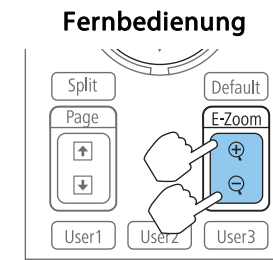 Fernbedienung
Split
Default
Page
E-Zoom
User1
User2
User3